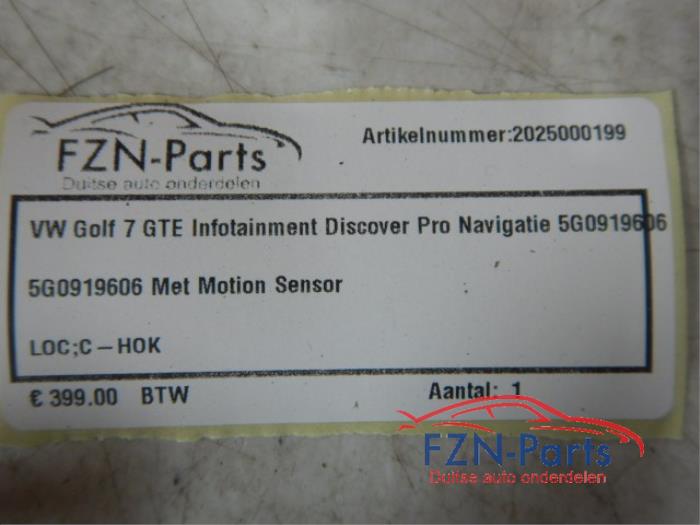 FZN-Parts
Duitse auto onderdelen
Artikelnummer:2025000199
VW Golf 7 GTE Infotainment Discover Pro Navigatie 5G0919606
5G0919606 Met Motion Sensor
LOC;C-HOK
€ 399.00 BTW
Aantal: 1
FZN-Parts
Duitse auto onderdelen